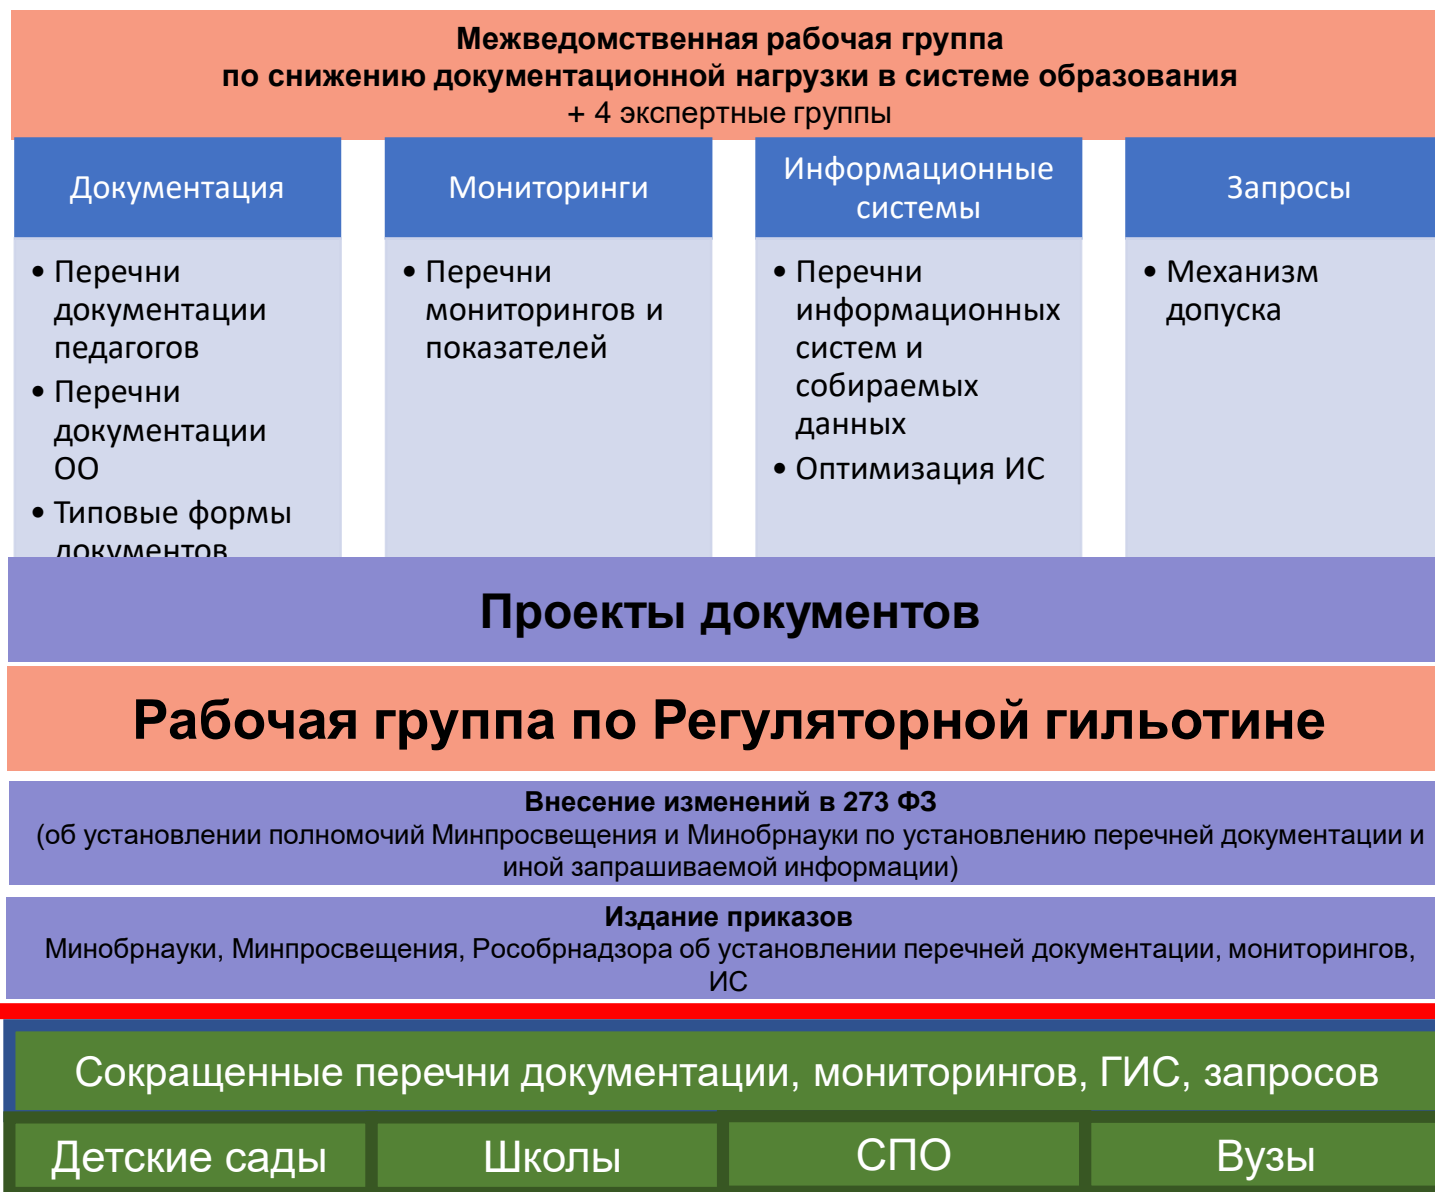 Межведомственная рабочая группа
по снижению документационной нагрузки в системе образования
+ 4 экспертные группы
Документация
• Перечни
документации
педагогов
• Перечни
документации
ОО
• Типовые формы
документов
Мониторинги
• Перечни
мониторингов и
показателей
Информационные
системы
• Перечни
информационных
систем и
собираемых
данных
• Оптимизация ИС
Запросы
• Механизм
допуска
Проекты документов
Рабочая группа по Регуляторной гильотине
Внесение изменений в 273 ФЗ
(об установлении полномочий Минпросвещения и Минобрнауки по установлению перечней документации и
иной запрашиваемой информации)
Издание приказов
Минобрнауки, Минпросвещения, Рособрнадзора об установлении перечней документации, мониторингов,
ИС
Сокращенные перечни документации, мониторингов, ГИС, запросов
Детские сады
Школы
СПО
Вузы